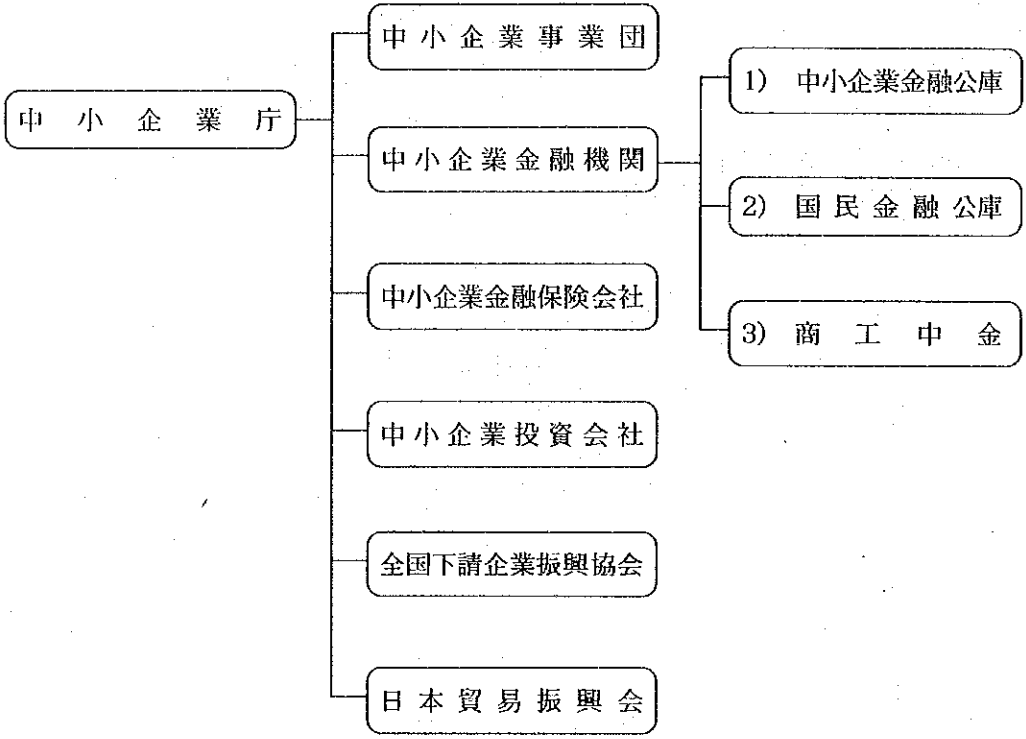 中小企業庁
中小企業事業団
中小企業金融機関
中小企業金融保険会社
中小企業投資会社
全国下請企業振興協会
日本貿易振興会
1) 中小企業金融公庫
2) 国民金融公庫
3) 商工中金